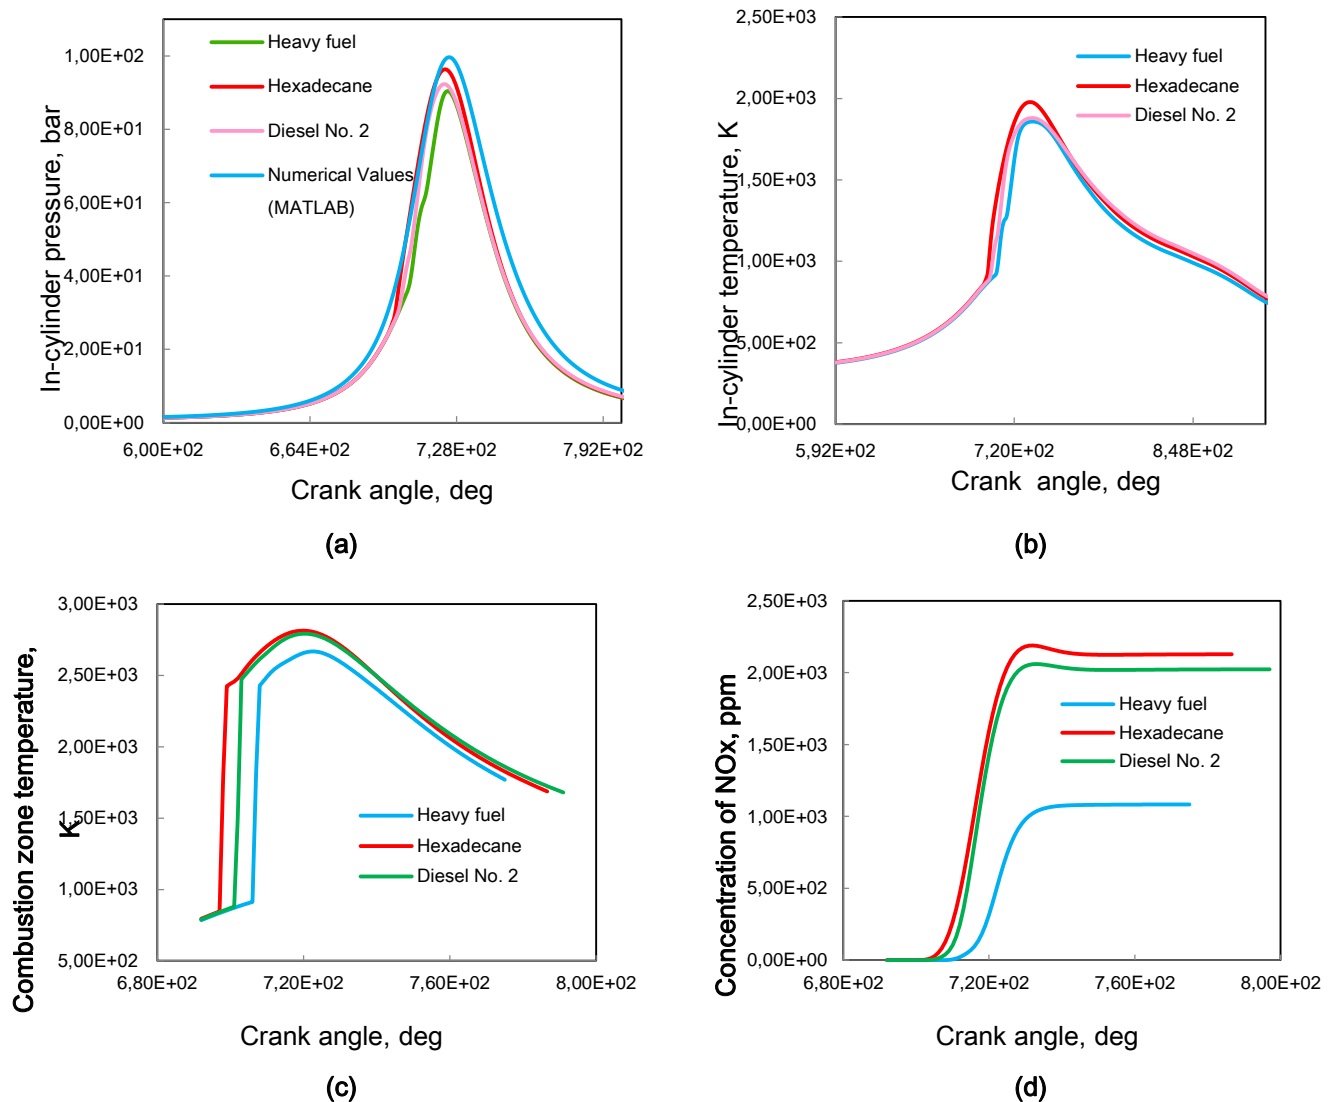 In-cylinder pressure, bar
1,00E+02
8,00E+01
6,00E+01
4,00E+01
2,00E+01
0,00E+00
Heavy fuel
Hexadecane
Diesel No. 2
Numerical Values
(MATLAB)
6,00E+02 6,64E+02 7,28E+02 7,92E+02
Crank angle, deg
(a)
In-cylinder temperature, K
2,50E+03
2,00E+03
1,50E+03
1,00E+03
5,00E+02
0,00E+00
Heavy fuel
Hexadecane
Diesel No. 2
5,92E+02 7,20E+02 8,48E+02
Crank angle, deg
(b)
Combustion zone temperature,
K
3,00E+03
2,50E+03
2,00E+03
1,50E+03
1,00E+03
5,00E+02
Heavy fuel
Hexadecane
Diesel No. 2
6,80E+02 7,20E+02 7,60E+02 8,00E+02
Crank angle, deg
(c)
Concentration of NOx, ppm
2,50E+03
2,00E+03
1,50E+03
1,00E+03
5,00E+02
0,00E+00
Heavy fuel
Hexadecane
Diesel No. 2
6,80E+02 7,20E+02 7,60E+02 8,00E+02
Crank angle, deg
(d)